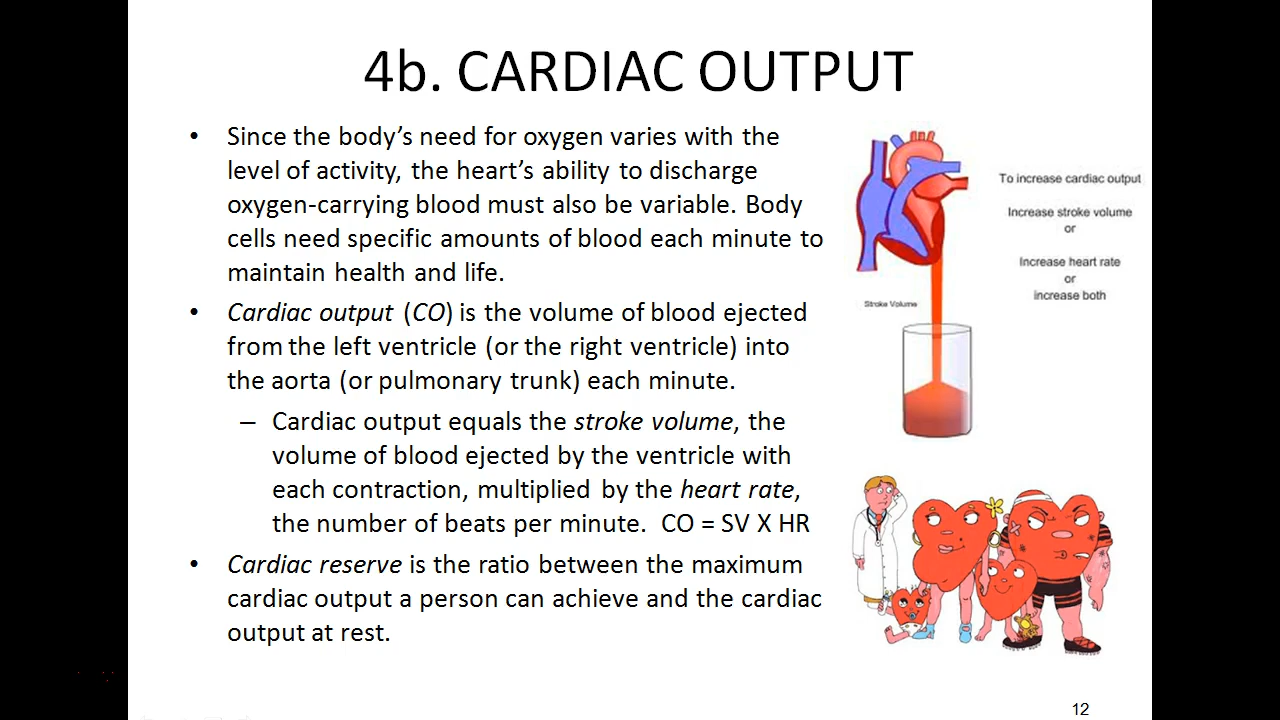 4b. CARDIAC OUTPUT
• Since the body's need for oxygen varies with the
level of activity, the heart's ability to discharge
oxygen-carrying blood must also be variable. Body
cells need specific amounts of blood each minute to
maintain health and life.
• Cardiac output (CO) is the volume of blood ejected
from the left ventricle (or the right ventricle) into
the aorta (or pulmonary trunk) each minute.
– Cardiac output equals the stroke volume, the
volume of blood ejected by the ventricle with
each contraction, multiplied by the heart rate,
the number of beats per minute. CO = SV X HR
• Cardiac reserve is the ratio between the maximum
cardiac output a person can achieve and the cardiac
output at rest.
To increase cardiac output
Increase stroke volume
or
Increase heart rate
or
increase both
Stroke Volume
12